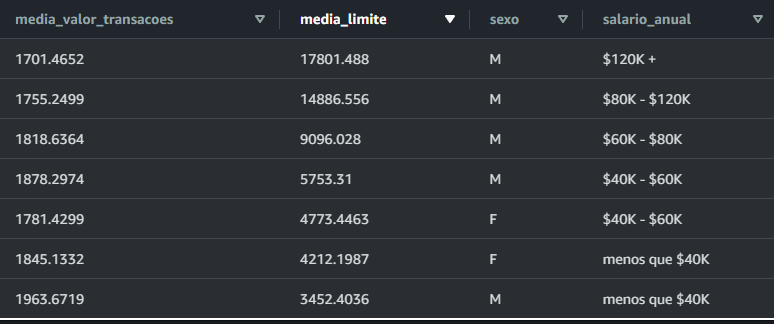 media_valor_transacoes media_limite sexo salario_anual
1701.4652 17801.488 M $120K +
1755.2499 14886.556 M $80K - $120K
1818.6364 9096.028 M $60K - $80K
1878.2974 5753.31 M $40K - $60K
1781.4299 4773.4463 F $40K - $60K
1845.1332 4212.1987 F menos que $40K
1963.6719 3452.4036 M menos que $40K